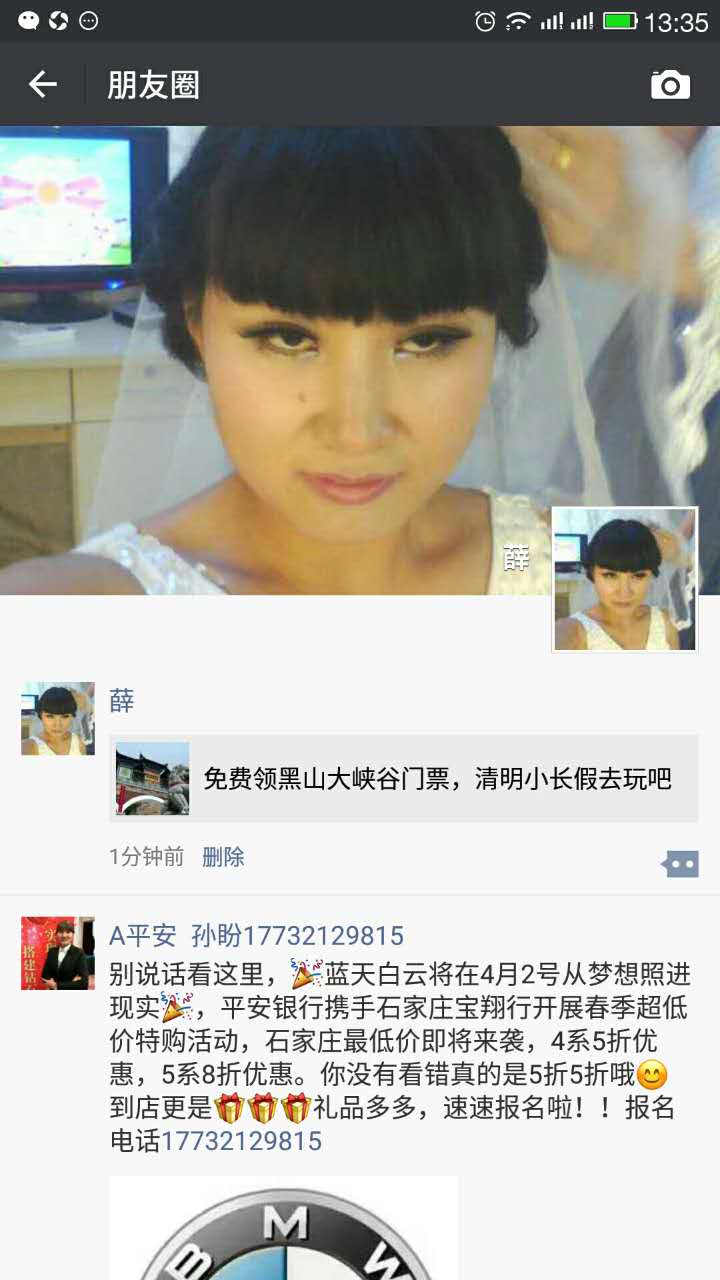 13:35
朋友圈
薛
薛
免费领黑山大峡谷门票，清明小长假去玩吧
1分钟前 删除
A平安 孙盼17732129815
别说话看这里，🎉蓝天白云将在4月2号从梦想照进
现实🎉，平安银行携手石家庄宝翔行开展春季超低
价特购活动，石家庄最低价即将来袭，4系5折优
惠，5系8折优惠。你没有看错真的是5折5折哦😊
到店更是🎁🎁🎁礼品多多，速速报名啦！！报名
电话17732129815
BMW